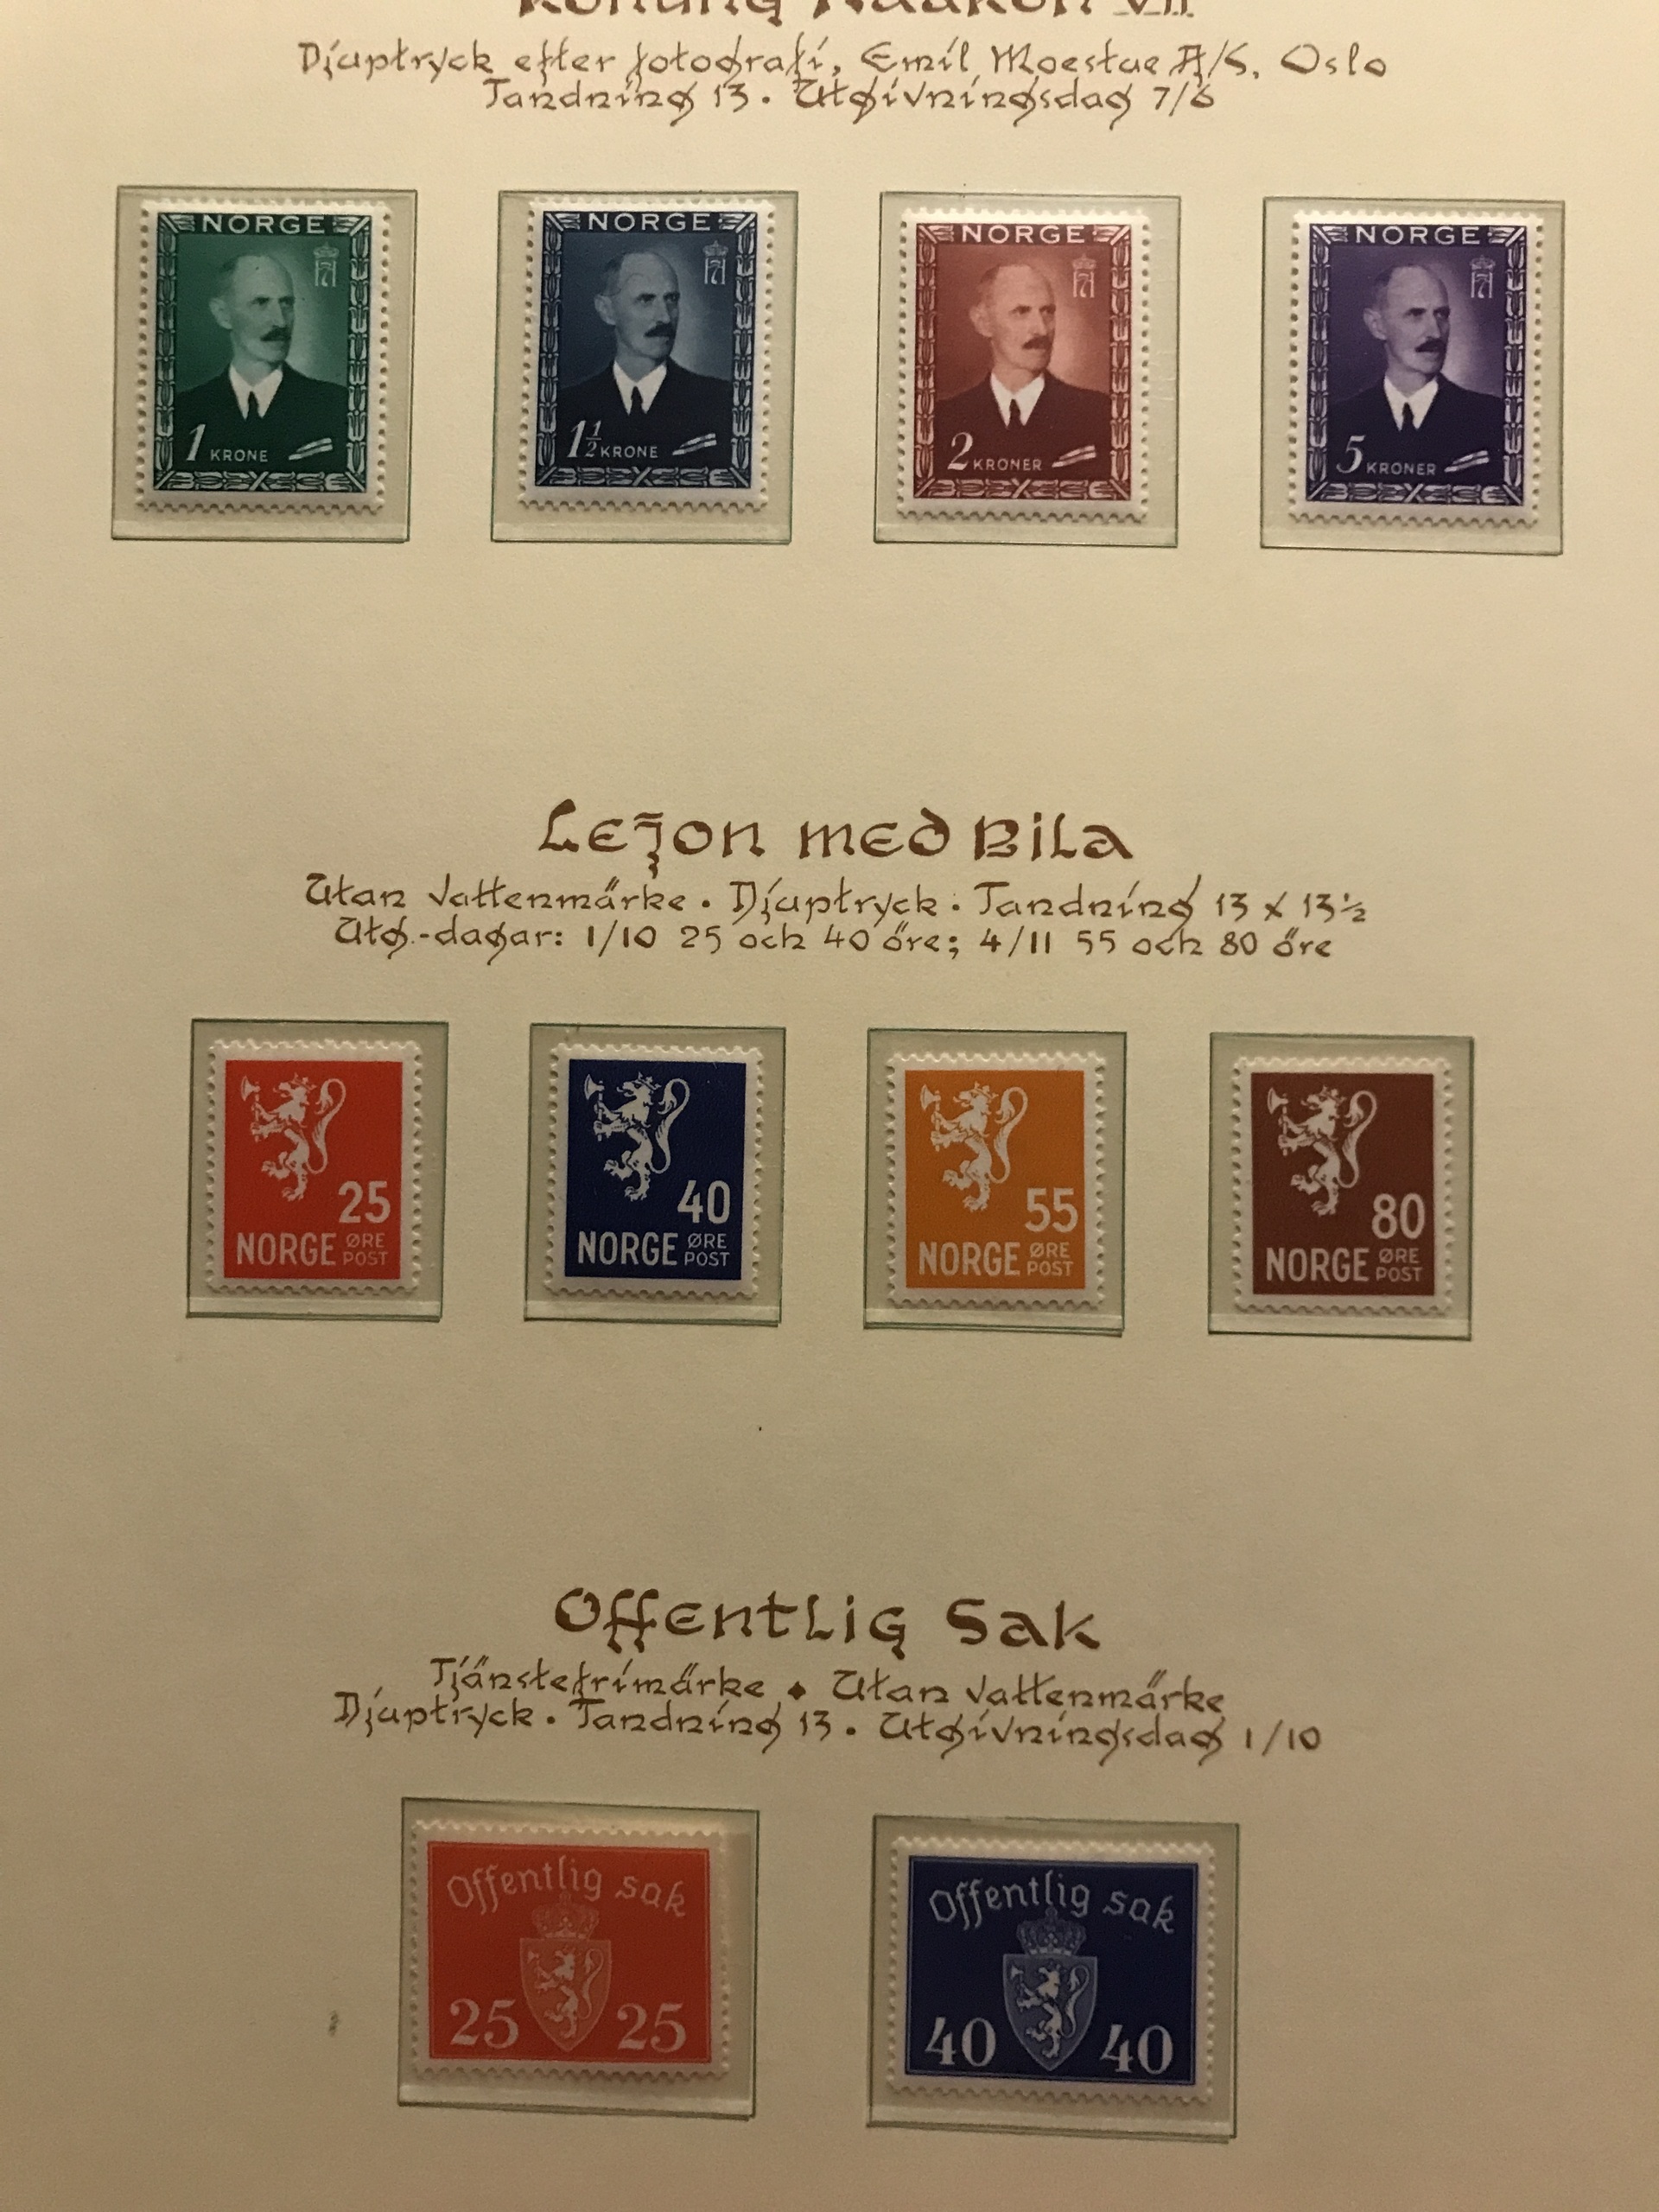 Konung Haakon VII
Djuptryck efter fotografi, Emil Moestue A/S, Oslo
Tandning 13. Utgivningsdag 7/6
NORGE
1 KRONE
NORGE
1½ KRONE
NORGE
2 KRONER
NORGE
5 KRONER
Lejon med Bila
Utan Vattenmärke • Djuptryck • Tandning 13 x 13½
Utg.-dagar: 1/10 25 och 40 öre; 4/11 55 och 80 öre
25
NORGE ØRE
POST
40
NORGE ØRE
POST
55
NORGE ØRE
POST
80
NORGE ØRE
POST
Offentlig Sak
Tjänstefrimärke • Utan Vattenmärke
Djuptryck • Tandning 13 • Utgivningsdag 1/10
Offentlig sak
25 25
Offentlig sak
40 40